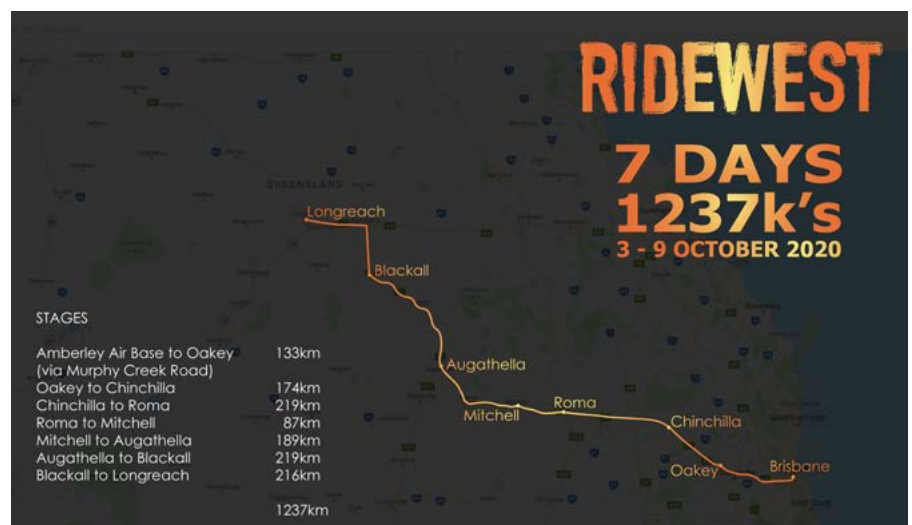 RIDEWEST
7 DAYS
1237k's
3 - 9 OCTOBER 2020
QUEENSLAND
Longreach
Blackall
Augathella
Mitchell
Roma
Chinchilla
Oakey
Brisbane
STAGES
Amberley Air Base to Oakey 133km
(via Murphy Creek Road)
Oakey to Chinchilla 174km
Chinchilla to Roma 219km
Roma to Mitchell 87km
Mitchell to Augathella 189km
Augathella to Blackall 219km
Blackall to Longreach 216km
1237km